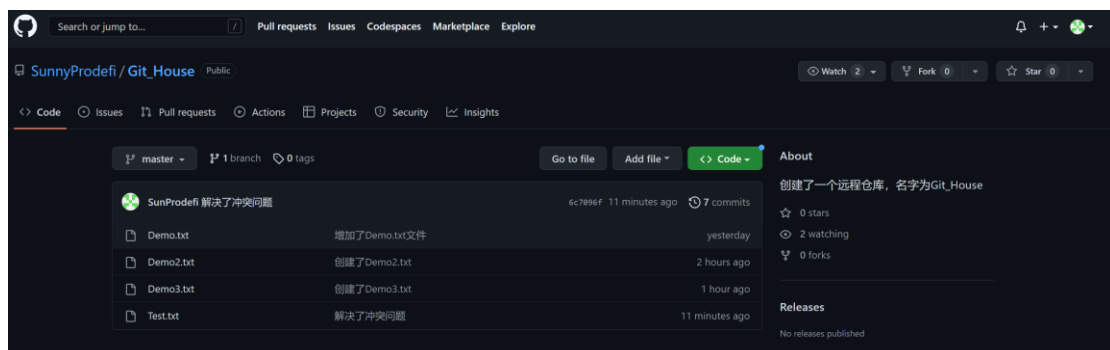 Search or jump to... / Pull requests Issues Codespaces Marketplace Explore
SunnyProdefi / Git_House Public Watch 2 Fork 0 Star 0
<> Code Issues Pull requests Actions Projects Security Insights
master 1 branch 0 tags Go to file Add file <> Code
SunProdefi 解决了冲突问题 6c7096f 11 minutes ago 7 commits
Demo.txt 增加了Demo.txt文件 yesterday
Demo2.txt 创建了Demo2.txt 2 hours ago
Demo3.txt 创建了Demo3.txt 1 hour ago
Test.txt 解决了冲突问题 11 minutes ago
About
创建了一个远程仓库，名字为Git_House
0 stars
2 watching
0 forks
Releases
No releases published